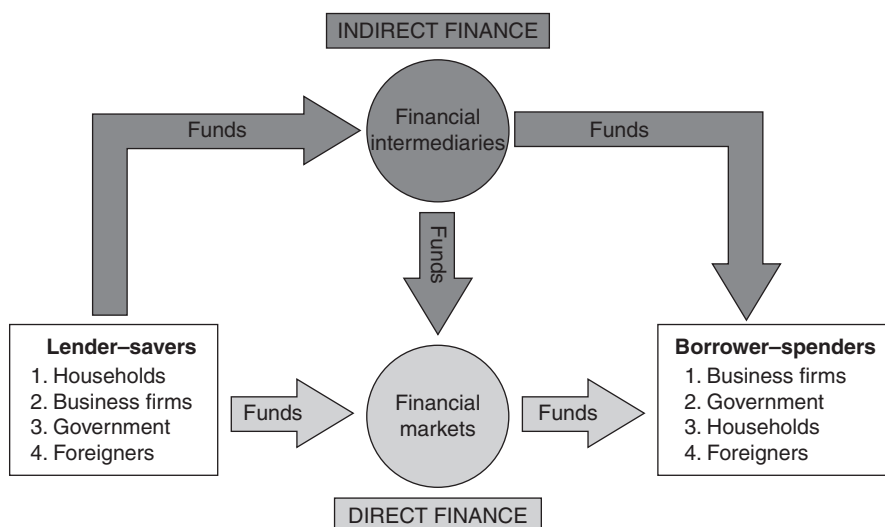 INDIRECT FINANCE
Financial
intermediaries
Funds
Funds
Funds
Lender–savers
1. Households
2. Business firms
3. Government
4. Foreigners
Funds
Financial
markets
Funds
Borrower–spenders
1. Business firms
2. Government
3. Households
4. Foreigners
DIRECT FINANCE